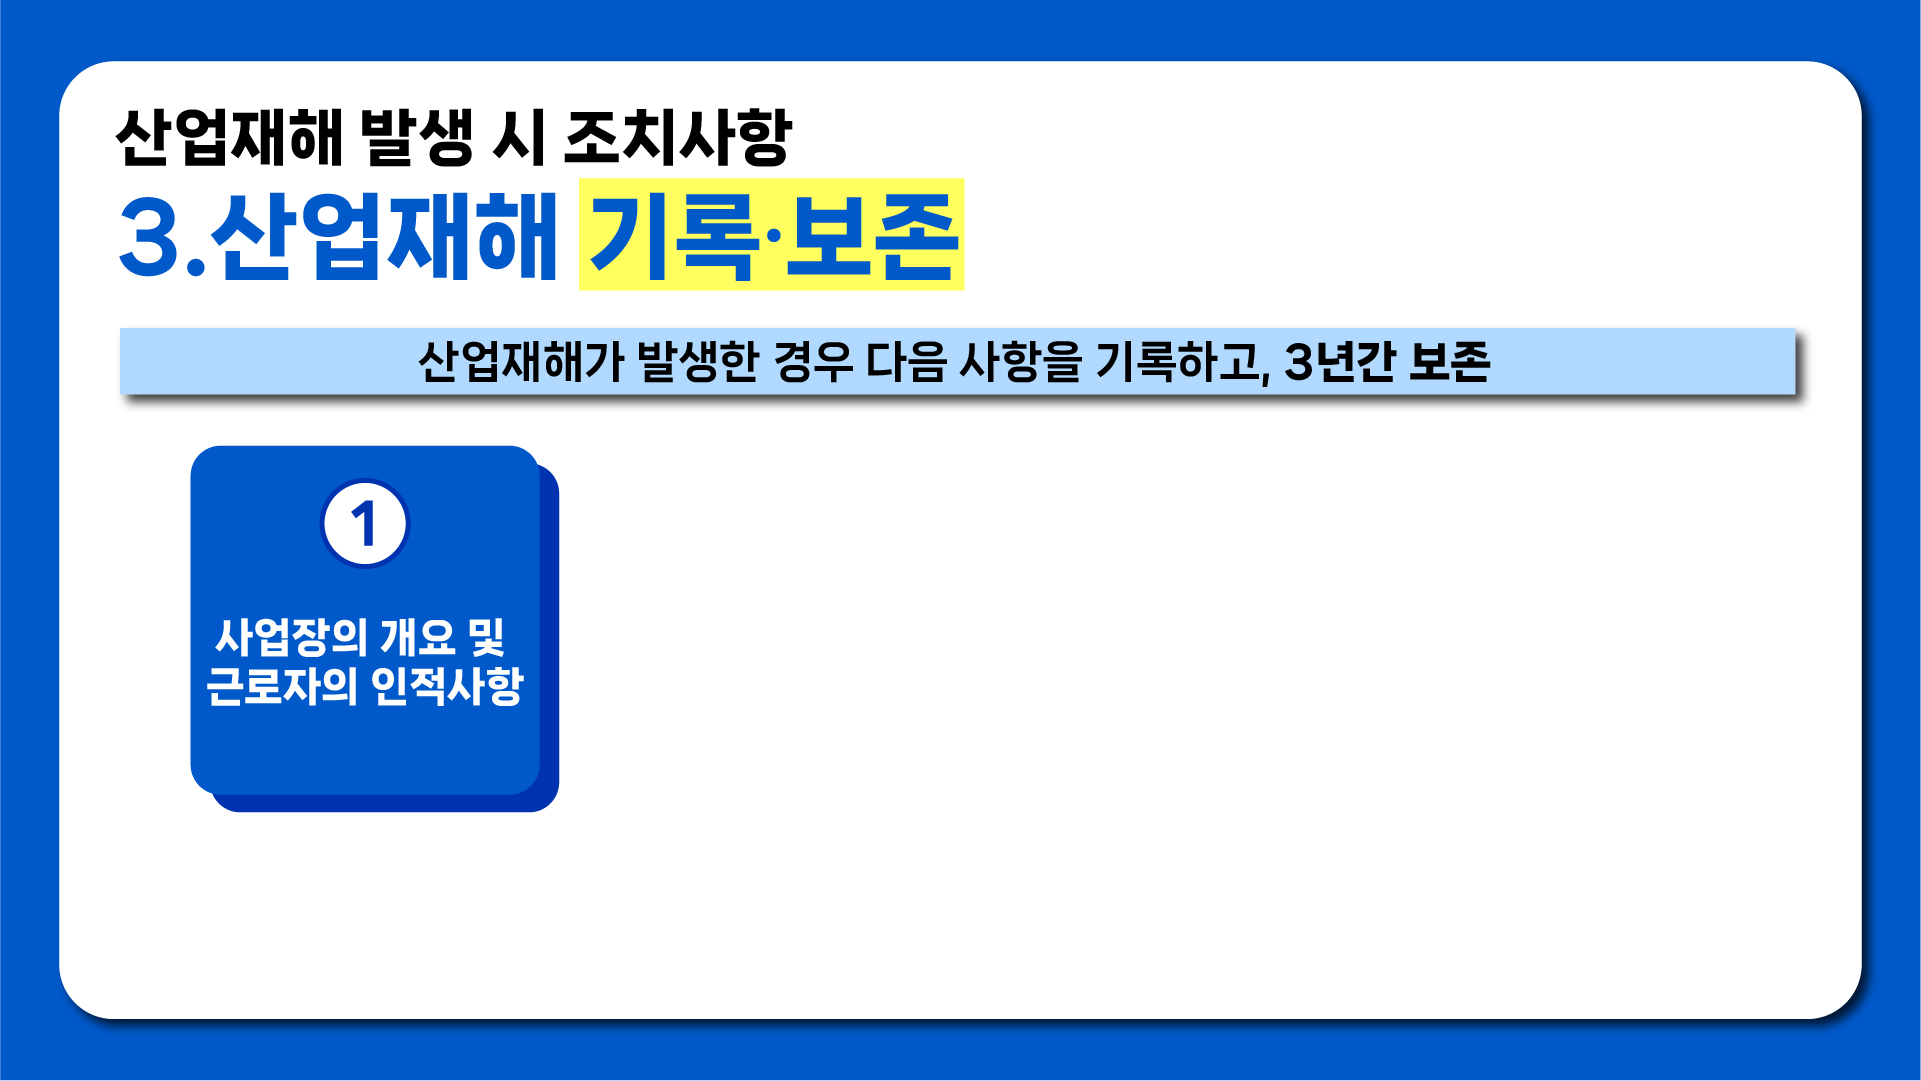 산업재해 발생 시 조치사항
3.산업재해 기록·보존
산업재해가 발생한 경우 다음 사항을 기록하고, 3년간 보존
1
사업장의 개요 및
근로자의 인적사항